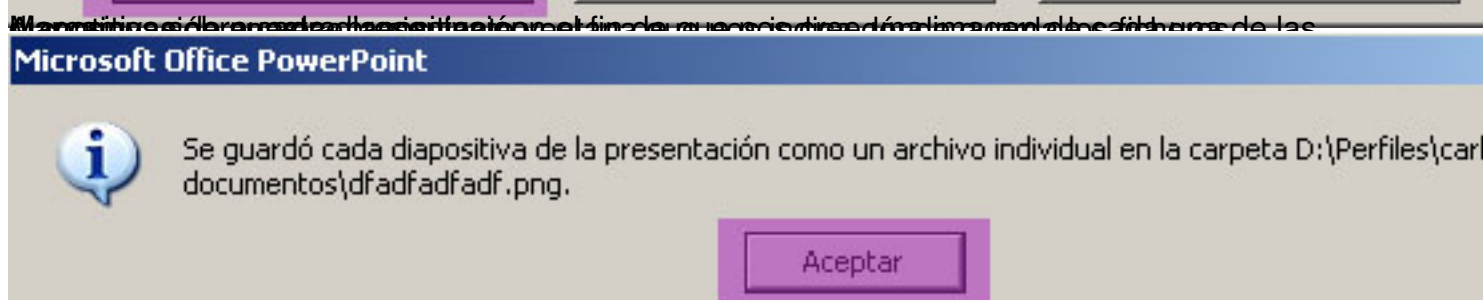 Microsoft Office PowerPoint
Se guardó cada diapositiva de la presentación como un archivo individual en la carpeta D:\Perfiles\carl
documentos\dfadfadfadf.png.
Aceptar